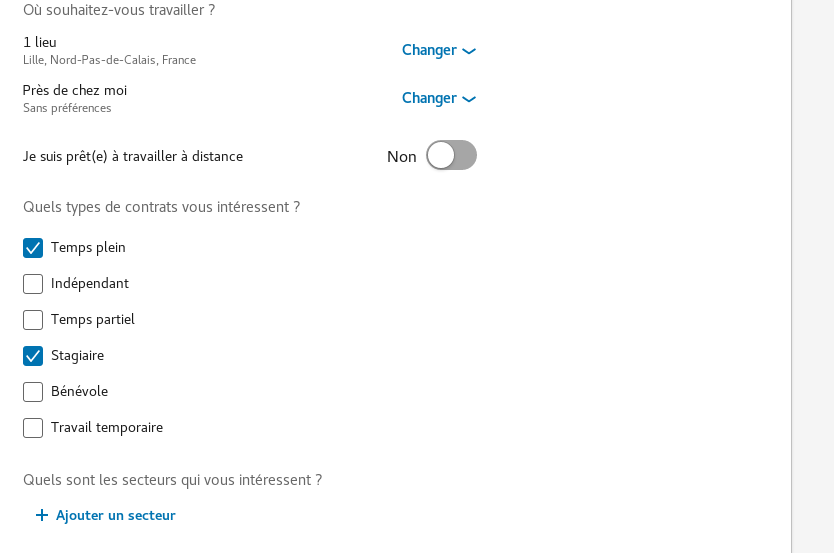 Où souhaitez-vous travailler ?
1 lieu
Changer
Lille, Nord-Pas-de-Calais, France
Près de chez moi
Changer
Sans préférences
Je suis prêt(e) à travailler à distance
Non
Quels types de contrats vous intéressent ?
Temps plein
Indépendant
Temps partiel
Stagiaire
Bénévole
Travail temporaire
Quels sont les secteurs qui vous intéressent ?
+ Ajouter un secteur